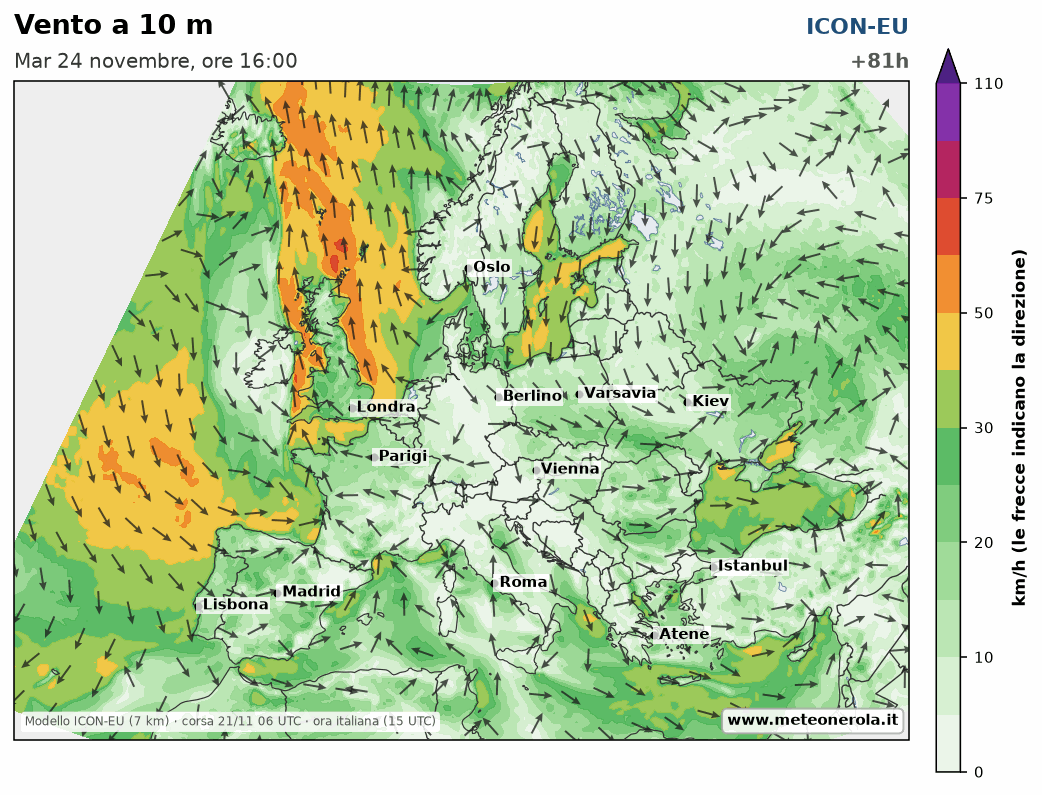 Vento a 10 m
ICON-EU
Mar 24 novembre, ore 16:00
+81h
110
75
50
30
20
10
0
km/h (le frecce indicano la direzione)
Oslo
Londra
Berlino
Varsavia
Kiev
Parigi
Vienna
Istanbul
Roma
Madrid
Lisbona
Atene
Modello ICON-EU (7 km) · corsa 21/11 06 UTC · ora italiana (15 UTC)
www.meteonerola.it